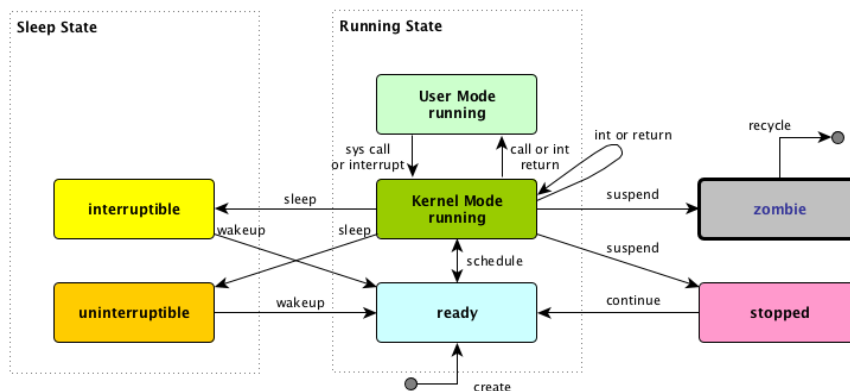 Sleep State
Running State
User Mode
running
sys call
or interrupt
call or int
return
int or return
recycle
interruptible
sleep
Kernel Mode
running
suspend
zombie
wakeup
sleep
schedule
suspend
uninterruptible
wakeup
ready
continue
stopped
create